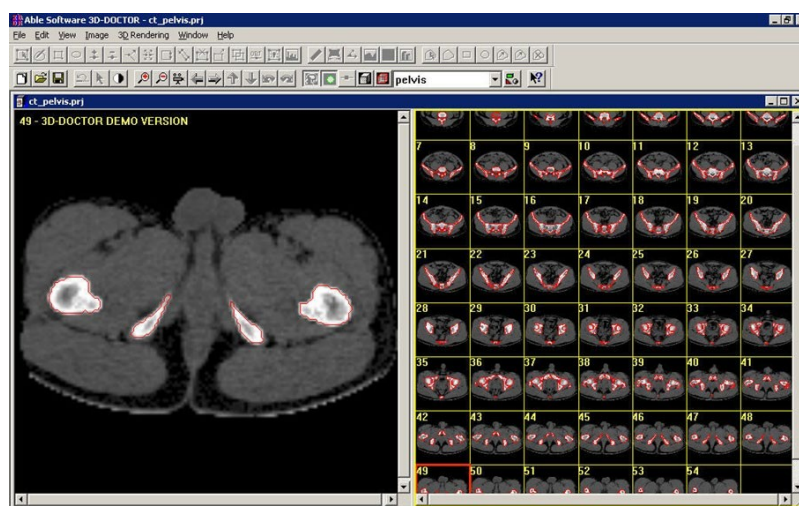 Able Software 3D-DOCTOR - ct_pelvis.prj
File Edit View Image 3D Rendering Window Help
pelvis
ct_pelvis.prj
49 - 3D-DOCTOR DEMO VERSION
7 8 9 10 11 12 13
14 15 16 17 18 19 20
21 22 23 24 25 26 27
28 29 30 31 32 33 34
35 36 37 38 39 40 41
42 43 44 45 46 47 48
49 50 51 52 53 54